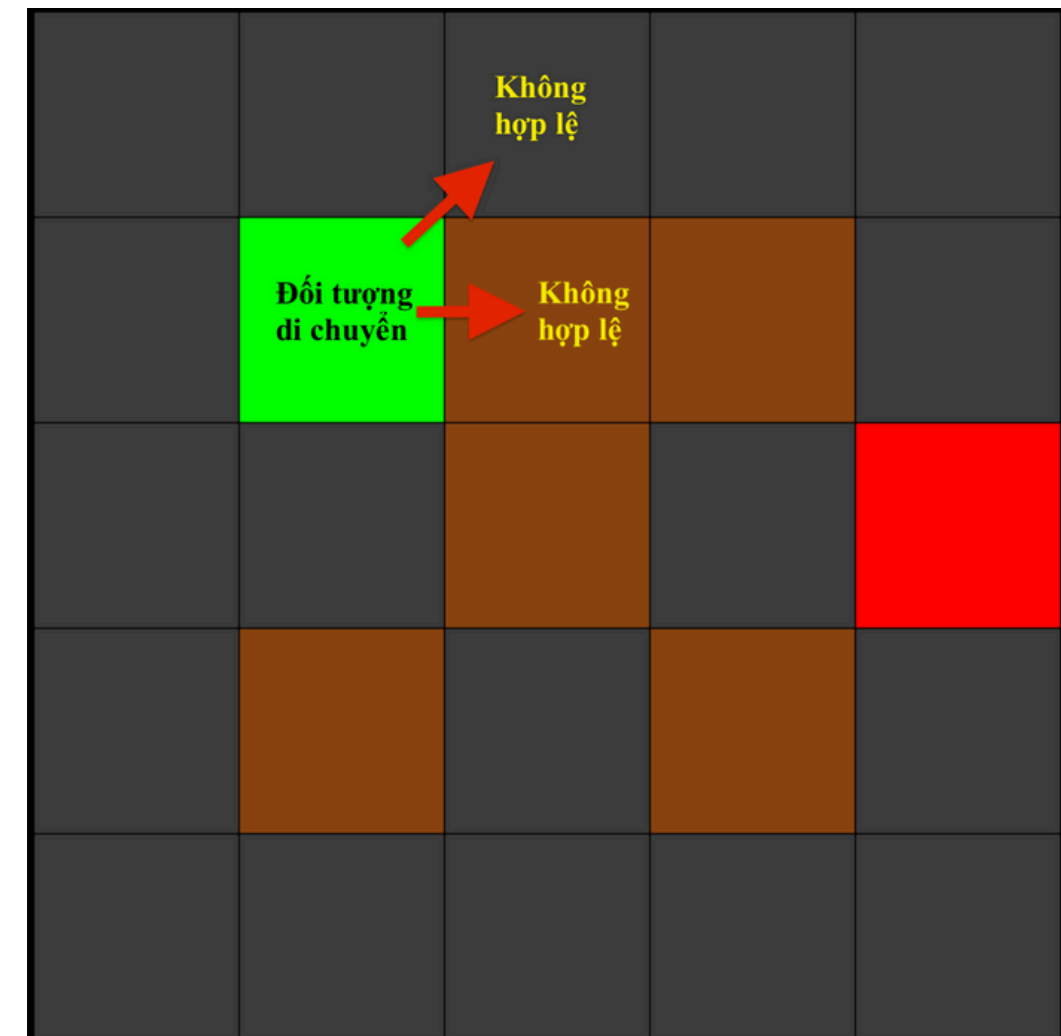 Không
hợp lệ
Đối tượng
di chuyển
Không
hợp lệ